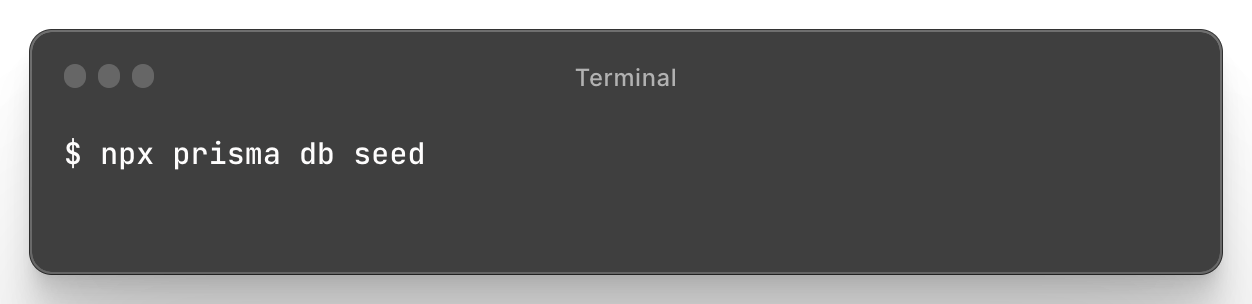 Terminal
$ npx prisma db seed